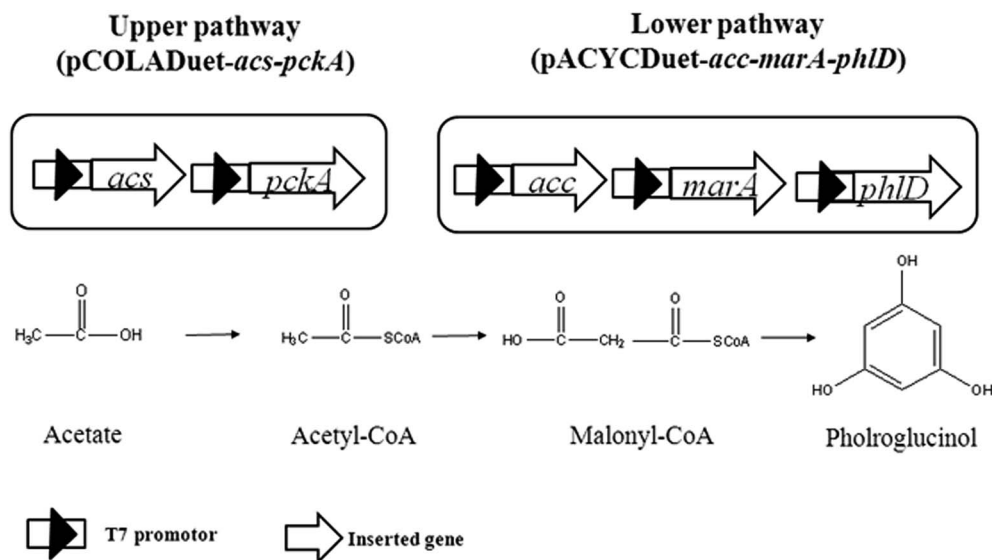 Upper pathway
(pCOLADuet-acs-pckA)
Lower pathway
(pACYCDuet-acc-marA-phlD)
acs
pckA
acc
marA
phlD
O
H₃C—C—OH
O
H₃C—C—SCoA
O O
HO—C—CH₂—C—SCoA
OH
HO OH
Acetate
Acetyl-CoA
Malonyl-CoA
Pholroglucinol
T7 promotor
Inserted gene